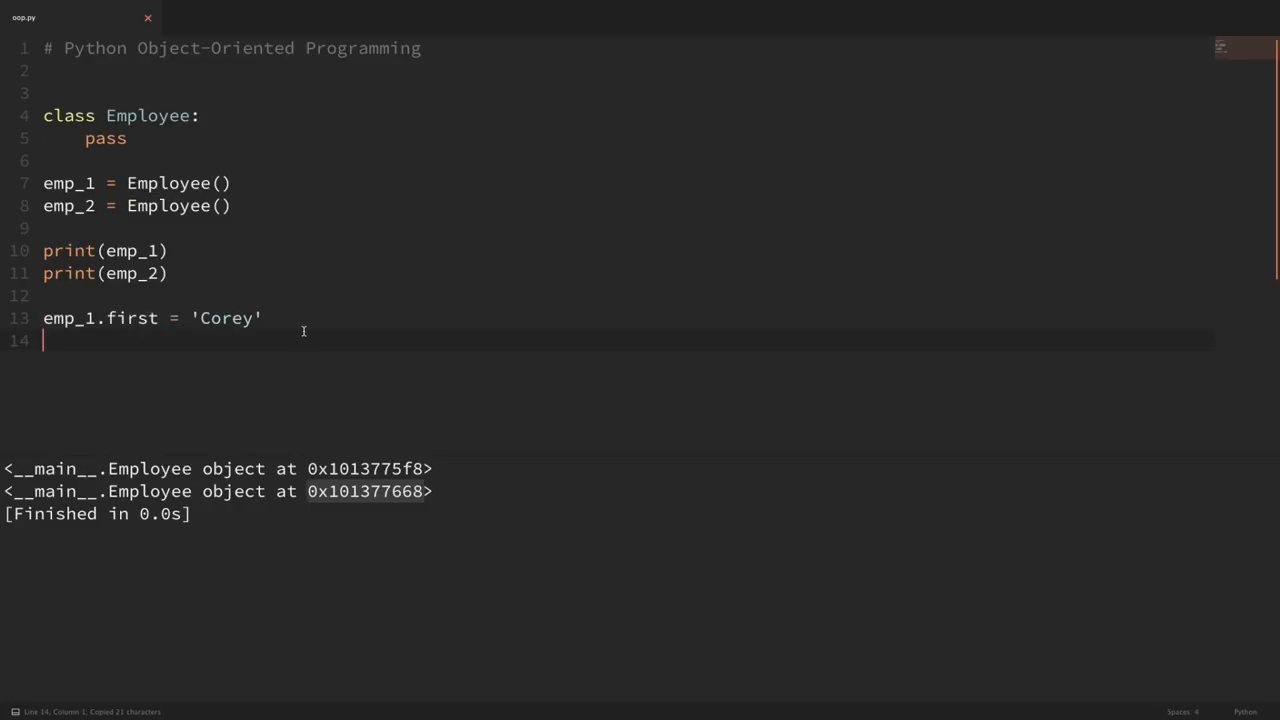 oop.py
1 # Python Object-Oriented Programming
2
3
4 class Employee:
5     pass
6
7 emp_1 = Employee()
8 emp_2 = Employee()
9
10 print(emp_1)
11 print(emp_2)
12
13 emp_1.first = 'Corey'
14
<__main__.Employee object at 0x1013775f8>
<__main__.Employee object at 0x101377668>
[Finished in 0.0s]
Line 14, Column 1, Copied 21 characters Spaces: 4 Python